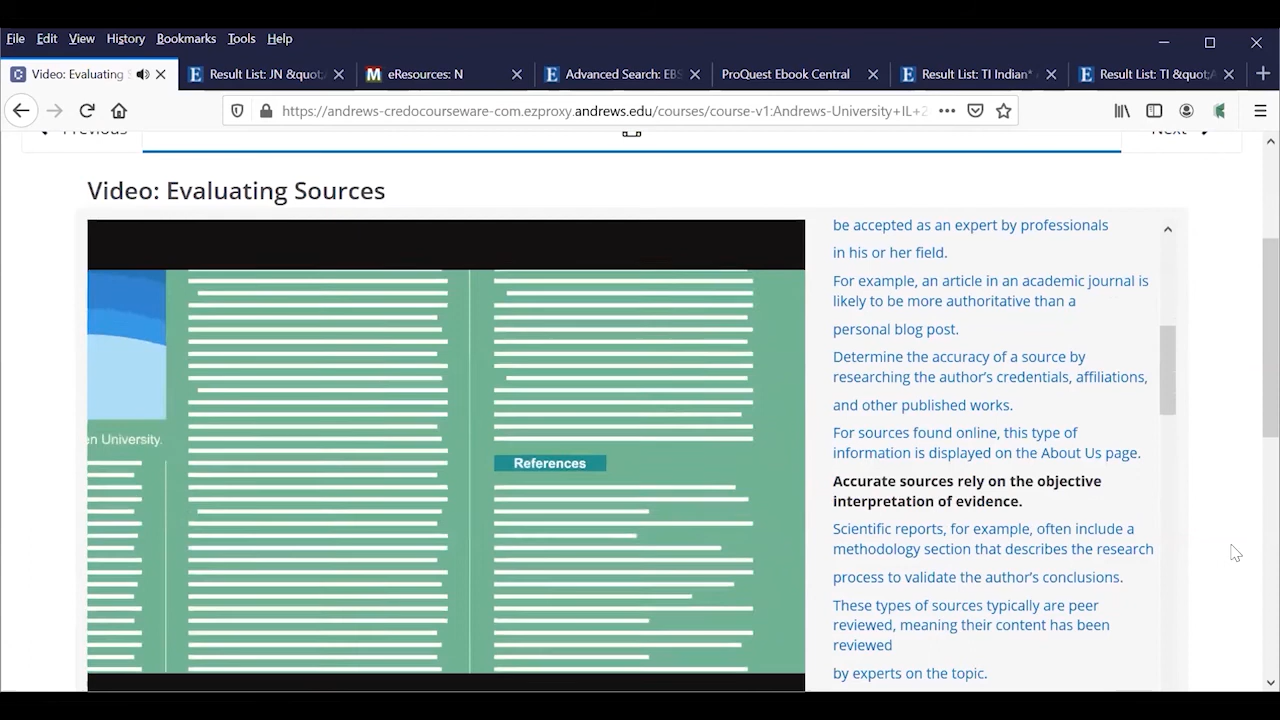 File Edit View History Bookmarks Tools Help
Video: Evaluating S
Result List: JN &quot;
eResources: N
Advanced Search: EBS
ProQuest Ebook Central
Result List: TI Indian*
Result List: TI &quot;A
https://andrews-credocourseware-com.ezproxy.andrews.edu/courses/course-v1:Andrews-University+IL+2
Previous
Next
Video: Evaluating Sources
en University.
References
be accepted as an expert by professionals
in his or her field.
For example, an article in an academic journal is
likely to be more authoritative than a
personal blog post.
Determine the accuracy of a source by
researching the author’s credentials, affiliations,
and other published works.
For sources found online, this type of
information is displayed on the About Us page.
Accurate sources rely on the objective
interpretation of evidence.
Scientific reports, for example, often include a
methodology section that describes the research
process to validate the author’s conclusions.
These types of sources typically are peer
reviewed, meaning their content has been
reviewed
by experts on the topic.